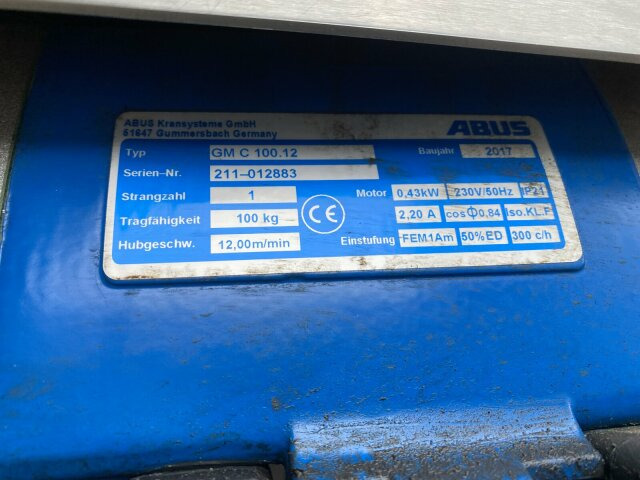 ABUS Kransysteme GmbH
51647 Gummersbach Germany
ABUS
Typ GM C 100.12 Baujahr 2017
Serien-Nr. 211-012883
Strangzahl 1 Motor 0,43kW 230V/50Hz IP21
Tragfähigkeit 100 kg CE 2,20 A cosΦ0,84 Iso.KL.F
Hubgeschw. 12,00m/min Einstufung FEM1Am 50%ED 300 c/h